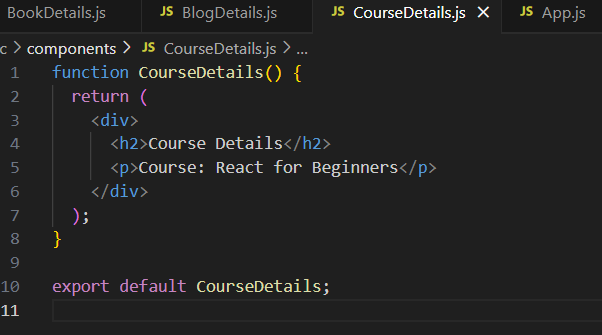 BookDetails.js JS BlogDetails.js JS CourseDetails.js × JS App.js
c > components > JS CourseDetails.js > ...
1 function CourseDetails() {
2   return (
3     <div>
4       <h2>Course Details</h2>
5       <p>Course: React for Beginners</p>
6     </div>
7   );
8 }
9
10 export default CourseDetails;
11